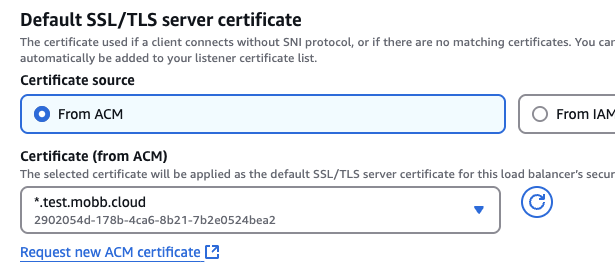 Default SSL/TLS server certificate
The certificate used if a client connects without SNI protocol, or if there are no matching certificates. You can
automatically be added to your listener certificate list.
Certificate source
From ACM
From IAM
Certificate (from ACM)
The selected certificate will be applied as the default SSL/TLS server certificate for this load balancer's secur
*.test.mobb.cloud
2902054d-178b-4ca6-8b21-7b2e0524bea2
Request new ACM certificate